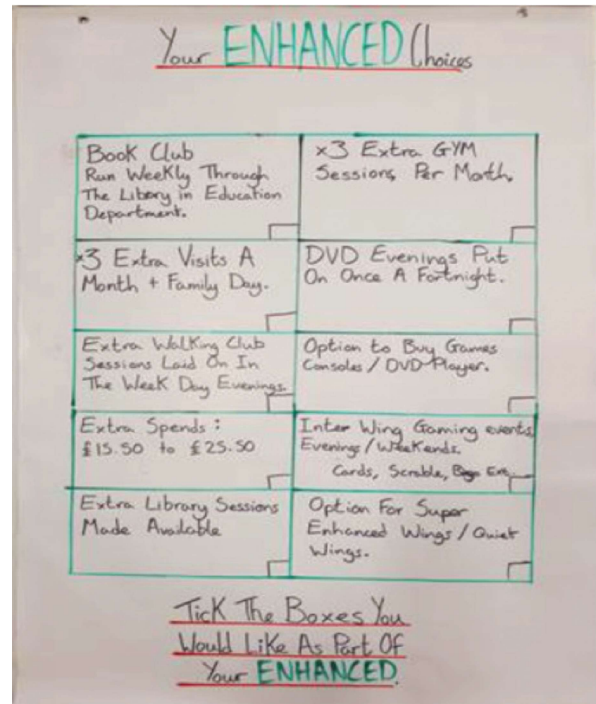 Your ENHANCED Choices
Book Club
Run Weekly Through
The Libery in Education
Department.
x3 Extra GYM
Sessions Per Month.
x3 Extra Visits A
Month + Family Day.
DVD Evenings Put
On Once A Fortnight.
Extra Walking Club
Sessions Laid On In
The Week Day Evenings.
Option to Buy Games
Consoles / DVD Player.
Extra Spends:
£15.50 to £25.50
Inter Wing Gaming events.
Evenings / Weekends.
Cards, Scrable,
Extra Library Sessions
Made Available
Option For Super
Enhanced Wings / Quiet
Wings.
Tick The Boxes You
Would Like As Part Of
Your ENHANCED.